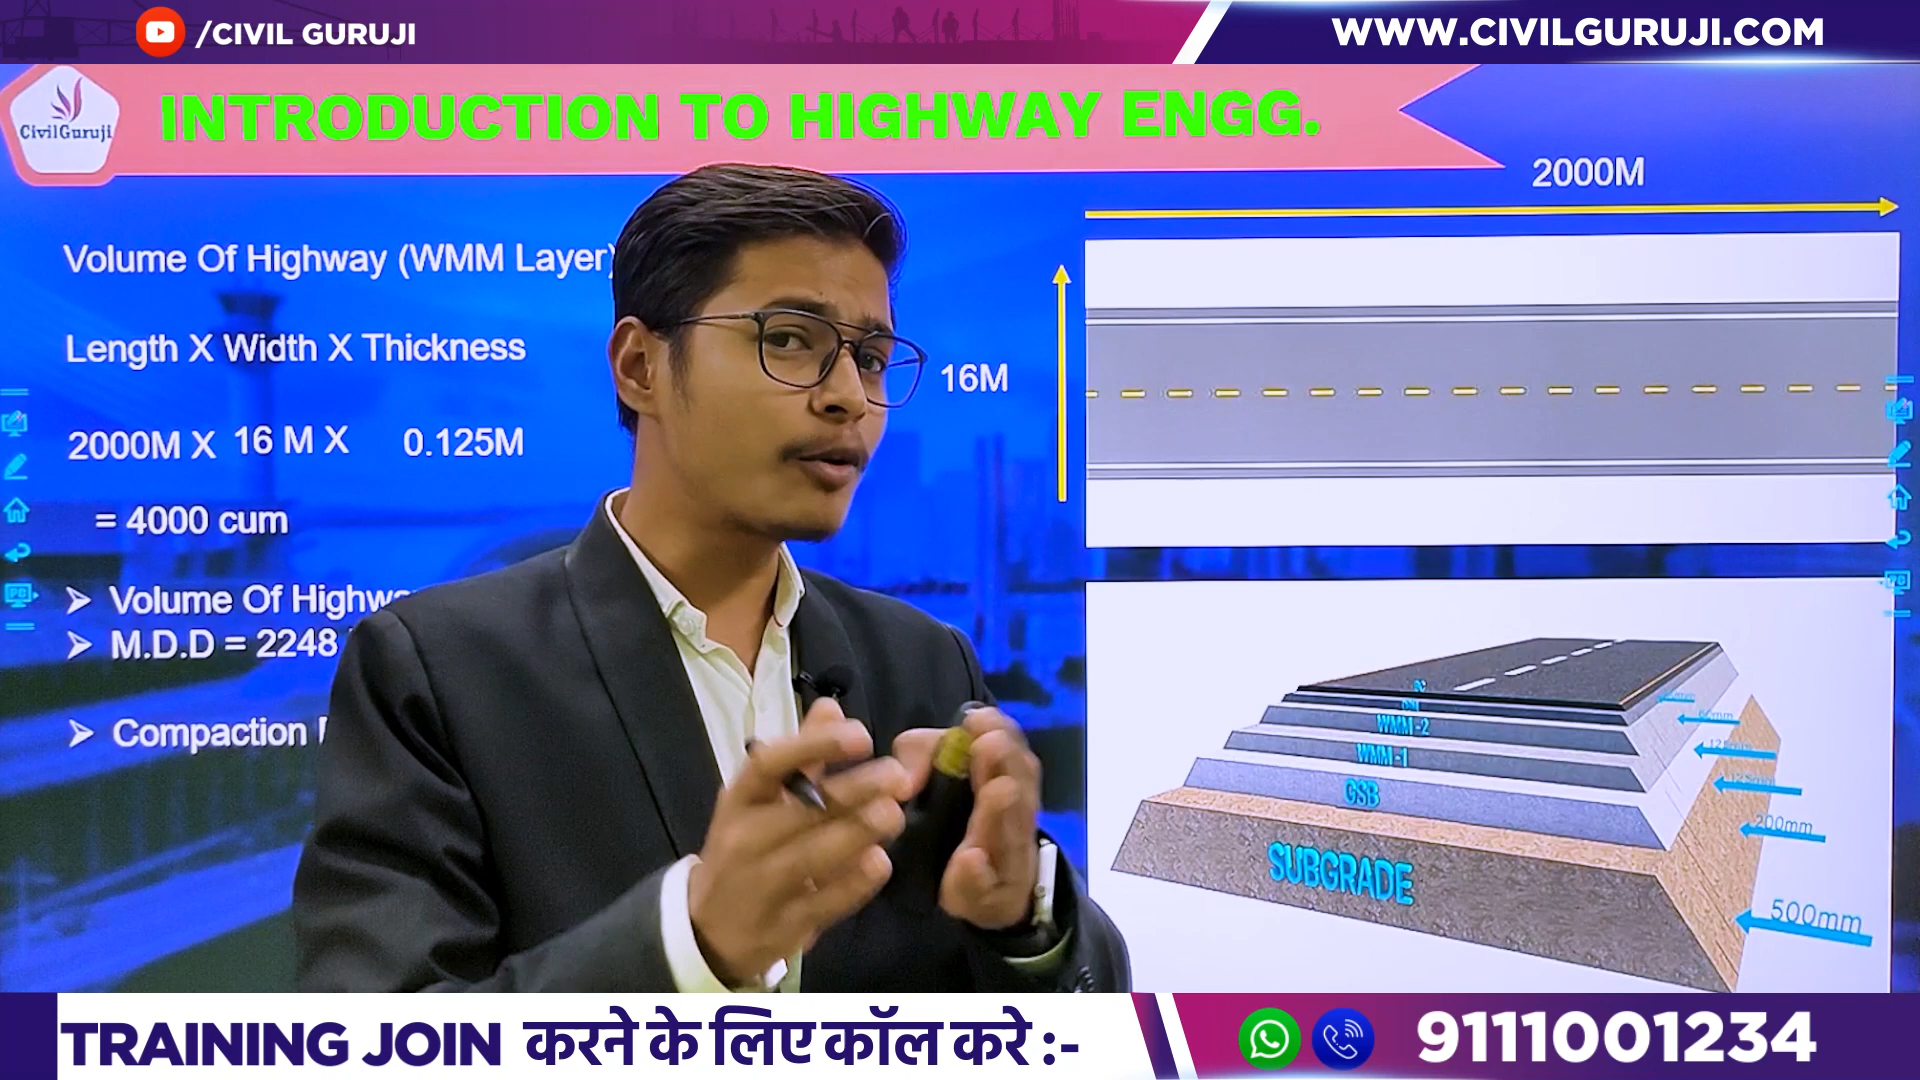 /CIVIL GURUJI
WWW.CIVILGURUJI.COM
CivilGuruji
INTRODUCTION TO HIGHWAY ENGG.
2000M
Volume Of Highway (WMM Layer)
Length X Width X Thickness
16M
2000M X 16 M X 0.125M
= 4000 cum
➤ Volume Of Highwa
➤ M.D.D = 2248
➤ Compaction
WMM -2
WMM -1
GSB
200mm
SUBGRADE
500mm
TRAINING JOIN करने के लिए कॉल करे :-
9111001234